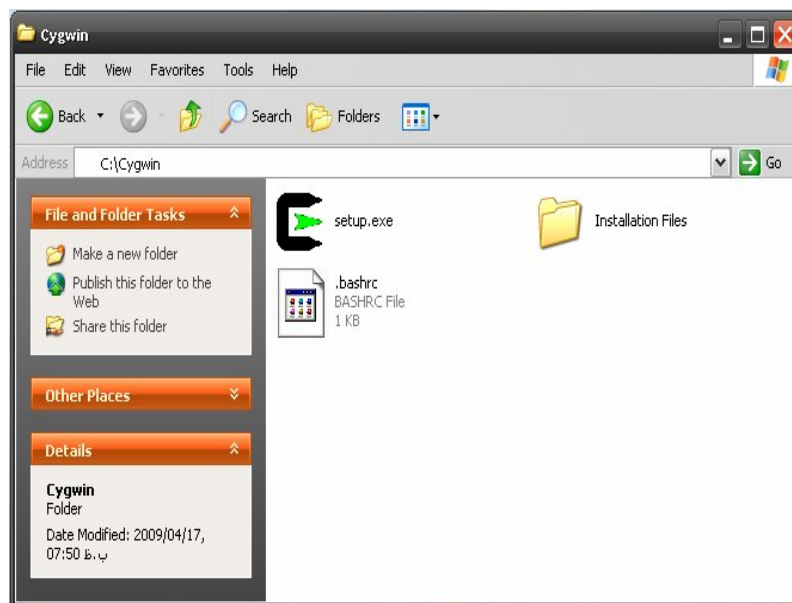 Cygwin
File Edit View Favorites Tools Help
Back Search Folders
Address C:\Cygwin Go
File and Folder Tasks
Make a new folder
Publish this folder to the
Web
Share this folder
Other Places
Details
Cygwin
Folder
Date Modified: 2009/04/17,
07:50 ب.ظ
setup.exe
Installation Files
.bashrc
BASHRC File
1 KB